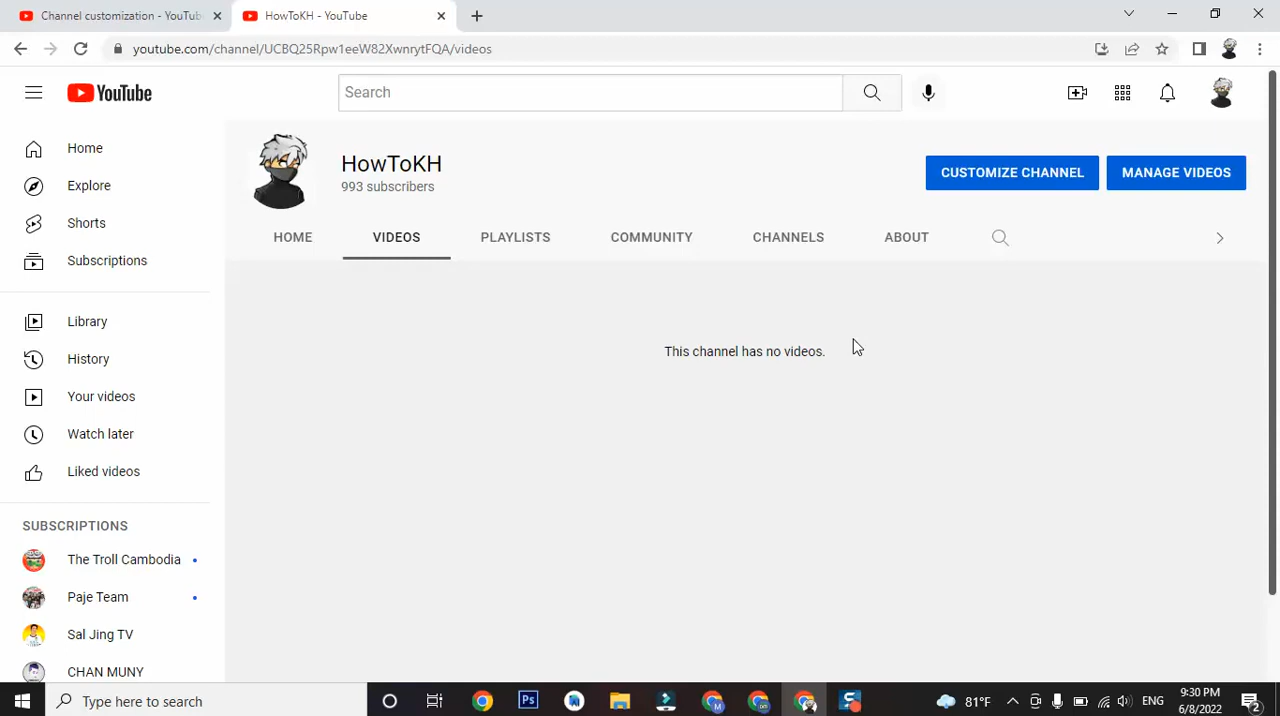 Channel customization - YouTub
HowToKH - YouTube
youtube.com/channel/UCBQ25Rpw1eeW82XwnrytFQA/videos
YouTube
Search
Home
Explore
Shorts
Subscriptions
Library
History
Your videos
Watch later
Liked videos
SUBSCRIPTIONS
The Troll Cambodia
Paje Team
Sal Jing TV
CHAN MUNY
HowToKH
993 subscribers
CUSTOMIZE CHANNEL
MANAGE VIDEOS
HOME
VIDEOS
PLAYLISTS
COMMUNITY
CHANNELS
ABOUT
This channel has no videos.
Type here to search
Ps
M
81°F
ENG
9:30 PM
6/8/2022
2